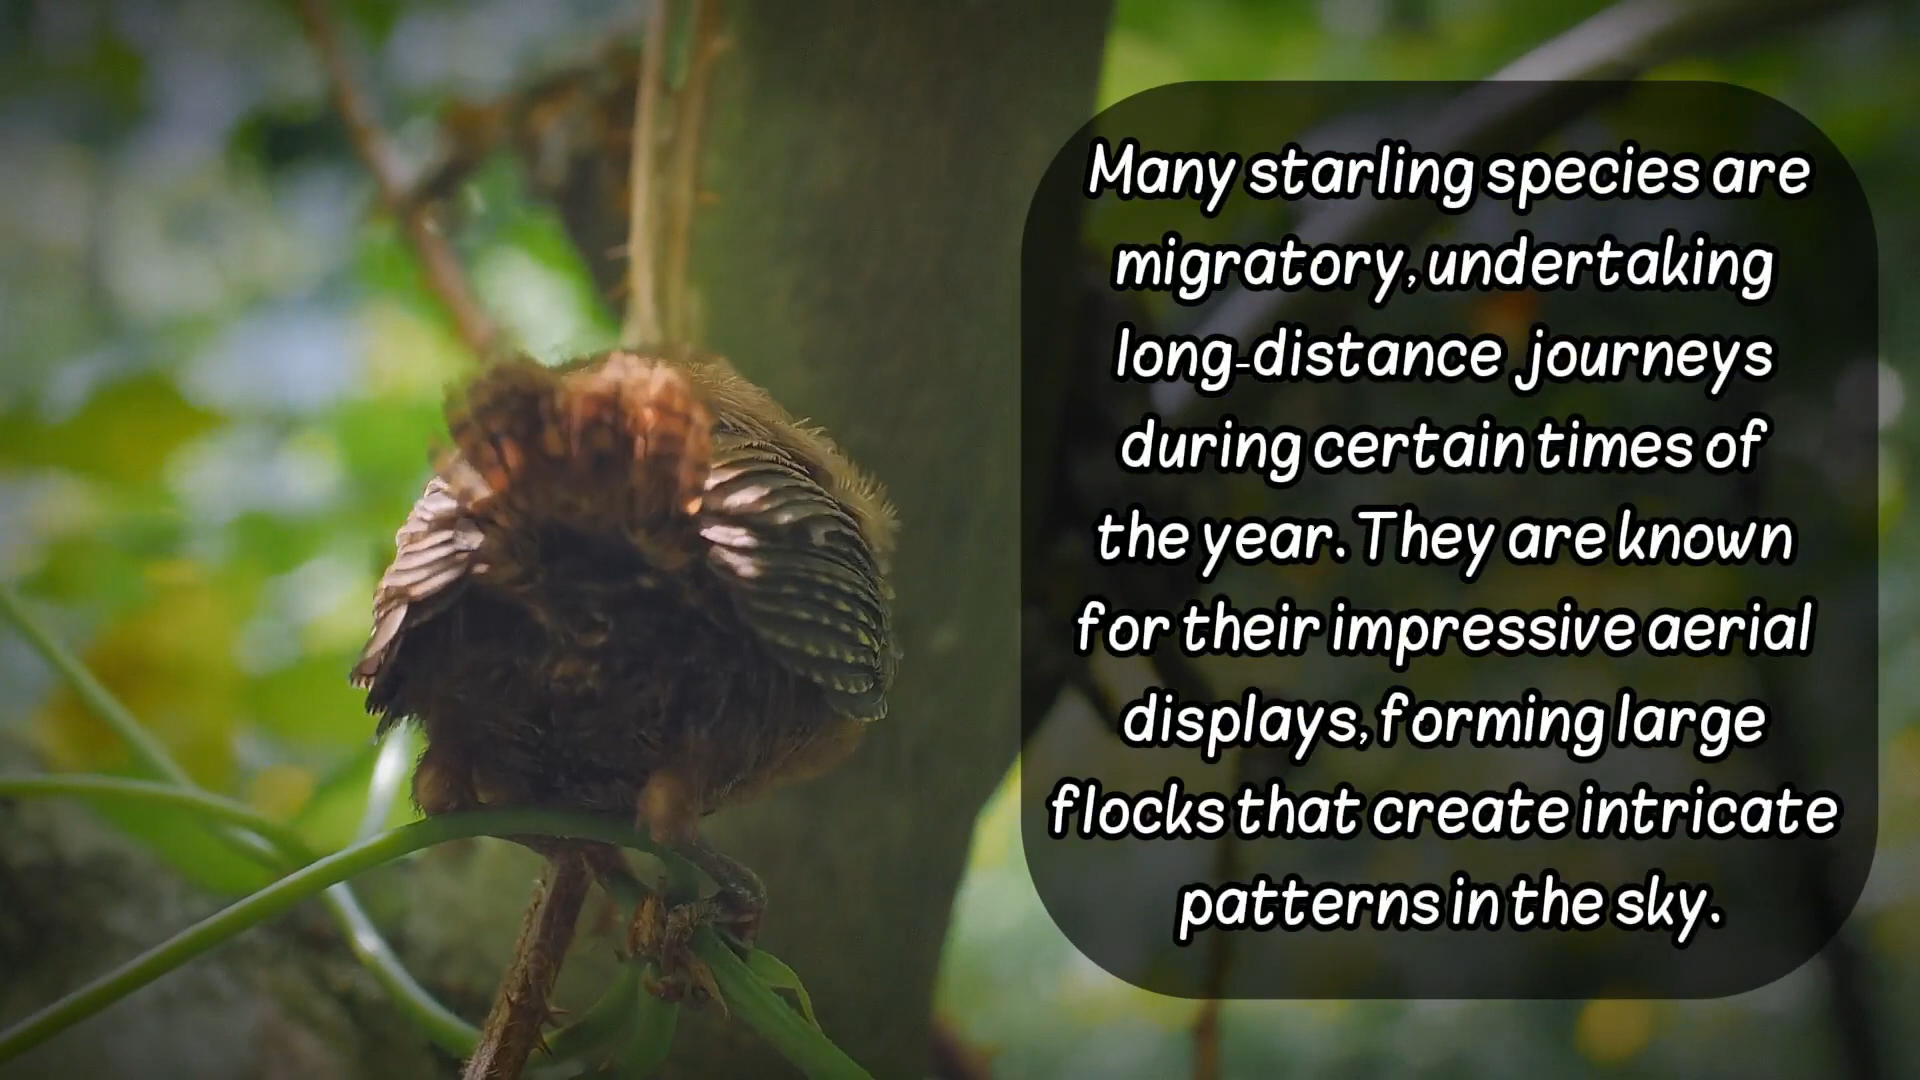 Many starling species are
migratory, undertaking
long-distance journeys
during certain times of
the year. They are known
for their impressive aerial
displays, forming large
flocks that create intricate
patterns in the sky.